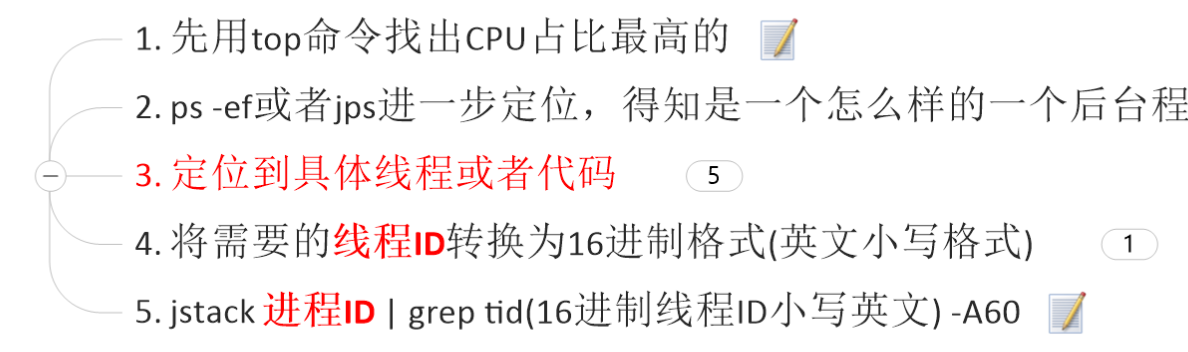 1. 先用top命令找出CPU占比最高的
2. ps -ef或者jps进一步定位，得知是一个怎么样的一个后台程
3. 定位到具体线程或者代码 5
4. 将需要的线程ID转换为16进制格式(英文小写格式) 1
5. jstack 进程ID | grep tid(16进制线程ID小写英文) -A60